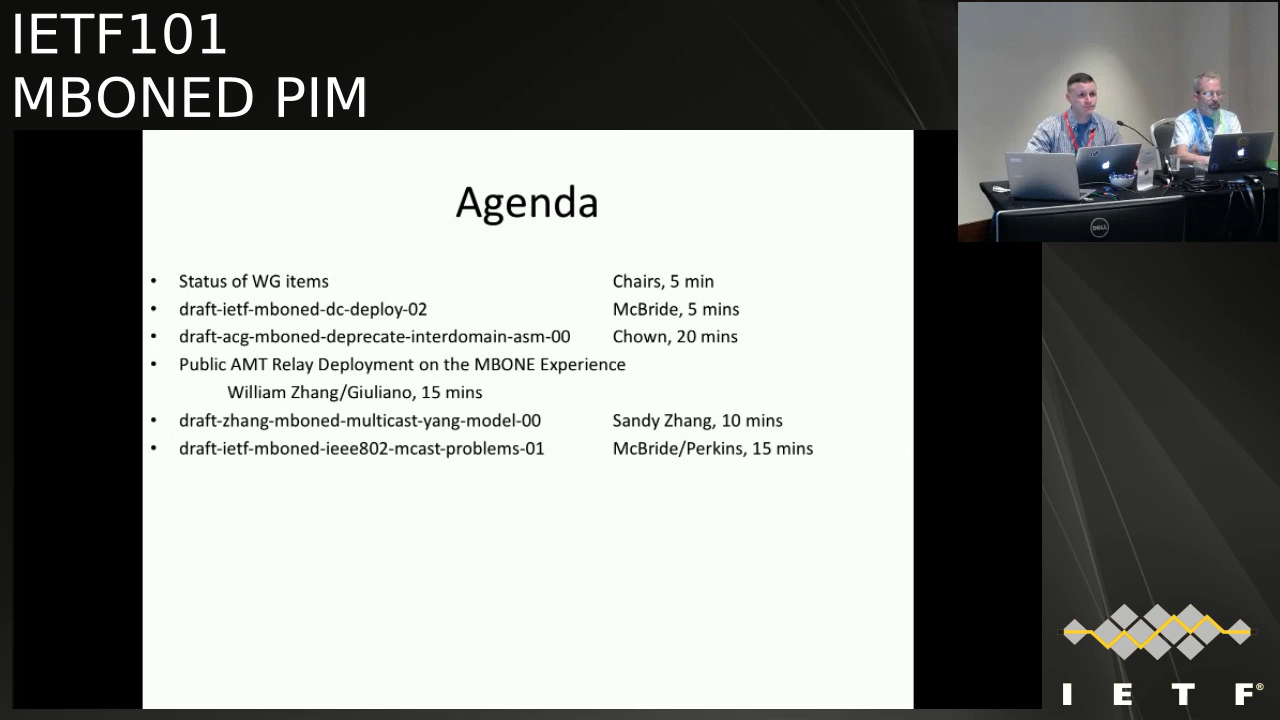 IETF101
MBONED PIM
Agenda
• Status of WG items Chairs, 5 min
• draft-ietf-mboned-dc-deploy-02 McBride, 5 mins
• draft-acg-mboned-deprecate-interdomain-asm-00 Chown, 20 mins
• Public AMT Relay Deployment on the MBONE Experience
William Zhang/Giuliano, 15 mins
• draft-zhang-mboned-multicast-yang-model-00 Sandy Zhang, 10 mins
• draft-ietf-mboned-ieee802-mcast-problems-01 McBride/Perkins, 15 mins
DELL
I E T F®